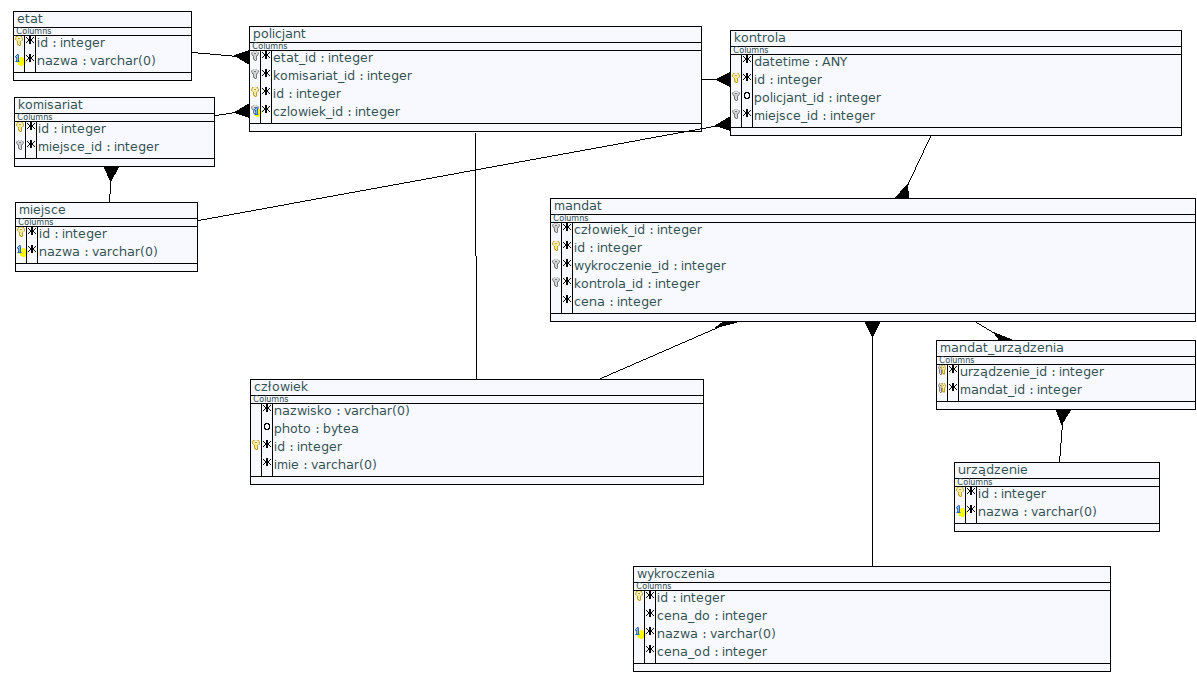 etat
Columns
id : integer
nazwa : varchar(0)
komisariat
Columns
id : integer
miejsce_id : integer
miejsce
Columns
id : integer
nazwa : varchar(0)
policjant
Columns
etat_id : integer
komisariat_id : integer
id : integer
czlowiek_id : integer
kontrola
Columns
datetime : ANY
id : integer
policjant_id : integer
miejsce_id : integer
mandat
Columns
człowiek_id : integer
id : integer
wykroczenie_id : integer
kontrola_id : integer
cena : integer
człowiek
Columns
nazwisko : varchar(0)
photo : bytea
id : integer
imie : varchar(0)
mandat_urządzenia
Columns
urządzenie_id : integer
mandat_id : integer
urządzenie
Columns
id : integer
nazwa : varchar(0)
wykroczenia
Columns
id : integer
cena_do : integer
nazwa : varchar(0)
cena_od : integer